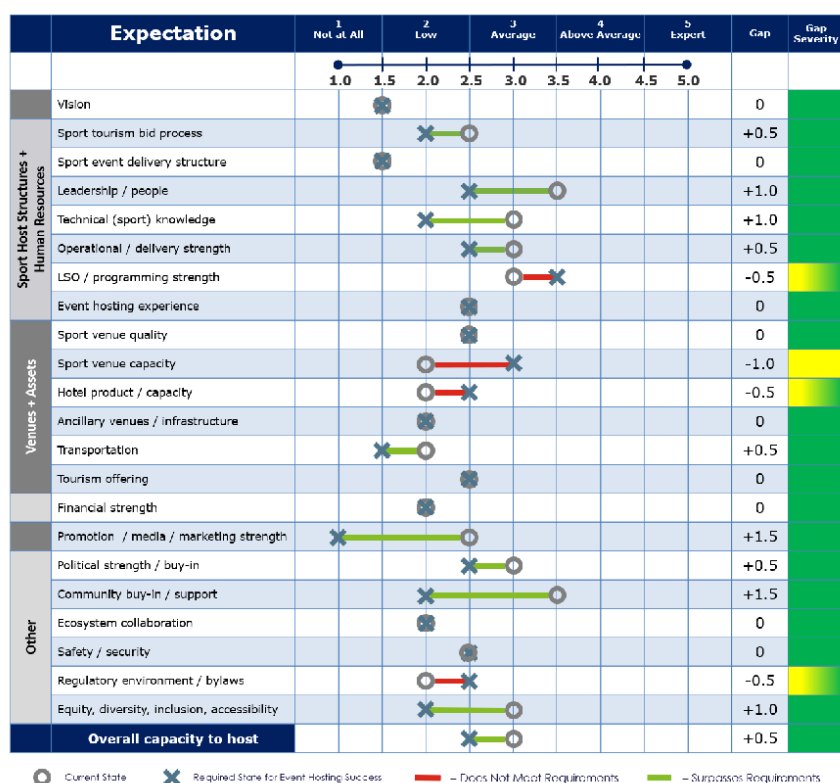 Expectation
1 2 3 4 5
Not at All Low Average Above Average Expert
Gap
Gap
Severity
1.0 1.5 2.0 2.5 3.0 3.5 4.0 4.5 5.0
Vision 0
Sport Host Structures +
Human Resources
Sport tourism bid process +0.5
Sport event delivery structure 0
Leadership / people +1.0
Technical (sport) knowledge +1.0
Operational / delivery strength +0.5
LSO / programming strength -0.5
Event hosting experience 0
Venues + Assets
Sport venue quality 0
Sport venue capacity -1.0
Hotel product / capacity -0.5
Ancillary venues / infrastructure 0
Transportation +0.5
Tourism offering 0
Financial strength 0
Promotion / media / marketing strength +1.5
Other
Political strength / buy-in +0.5
Community buy-in / support +1.5
Ecosystem collaboration 0
Safety / security 0
Regulatory environment / bylaws -0.5
Equity, diversity, inclusion, accessibility +1.0
Overall capacity to host +0.5
Current State Required State for Event Hosting Success – Does Not Meet Requirements – Surpasses Requirements